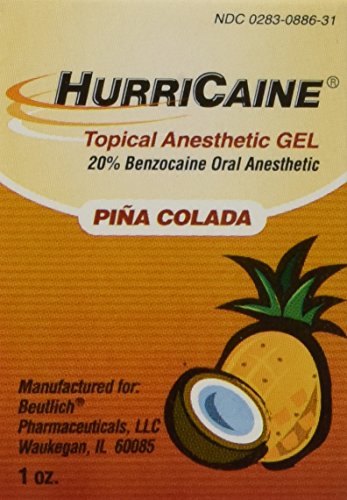 NDC 0283-0886-31
HURRICAINE®
Topical Anesthetic GEL
20% Benzocaine Oral Anesthetic
PIÑA COLADA
Manufactured for:
Beutlich®
Pharmaceuticals, LLC
Waukegan, IL 60085
1 oz.